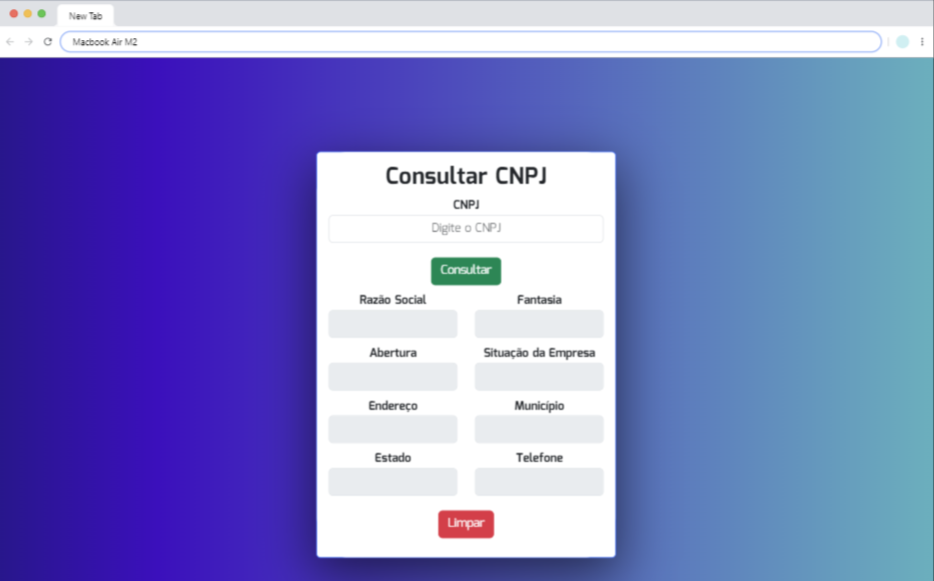 New Tab
Macbook Air M2
Consultar CNPJ
CNPJ
Digite o CNPJ
Consultar
Razão Social Fantasia
Abertura Situação da Empresa
Endereço Município
Estado Telefone
Limpar